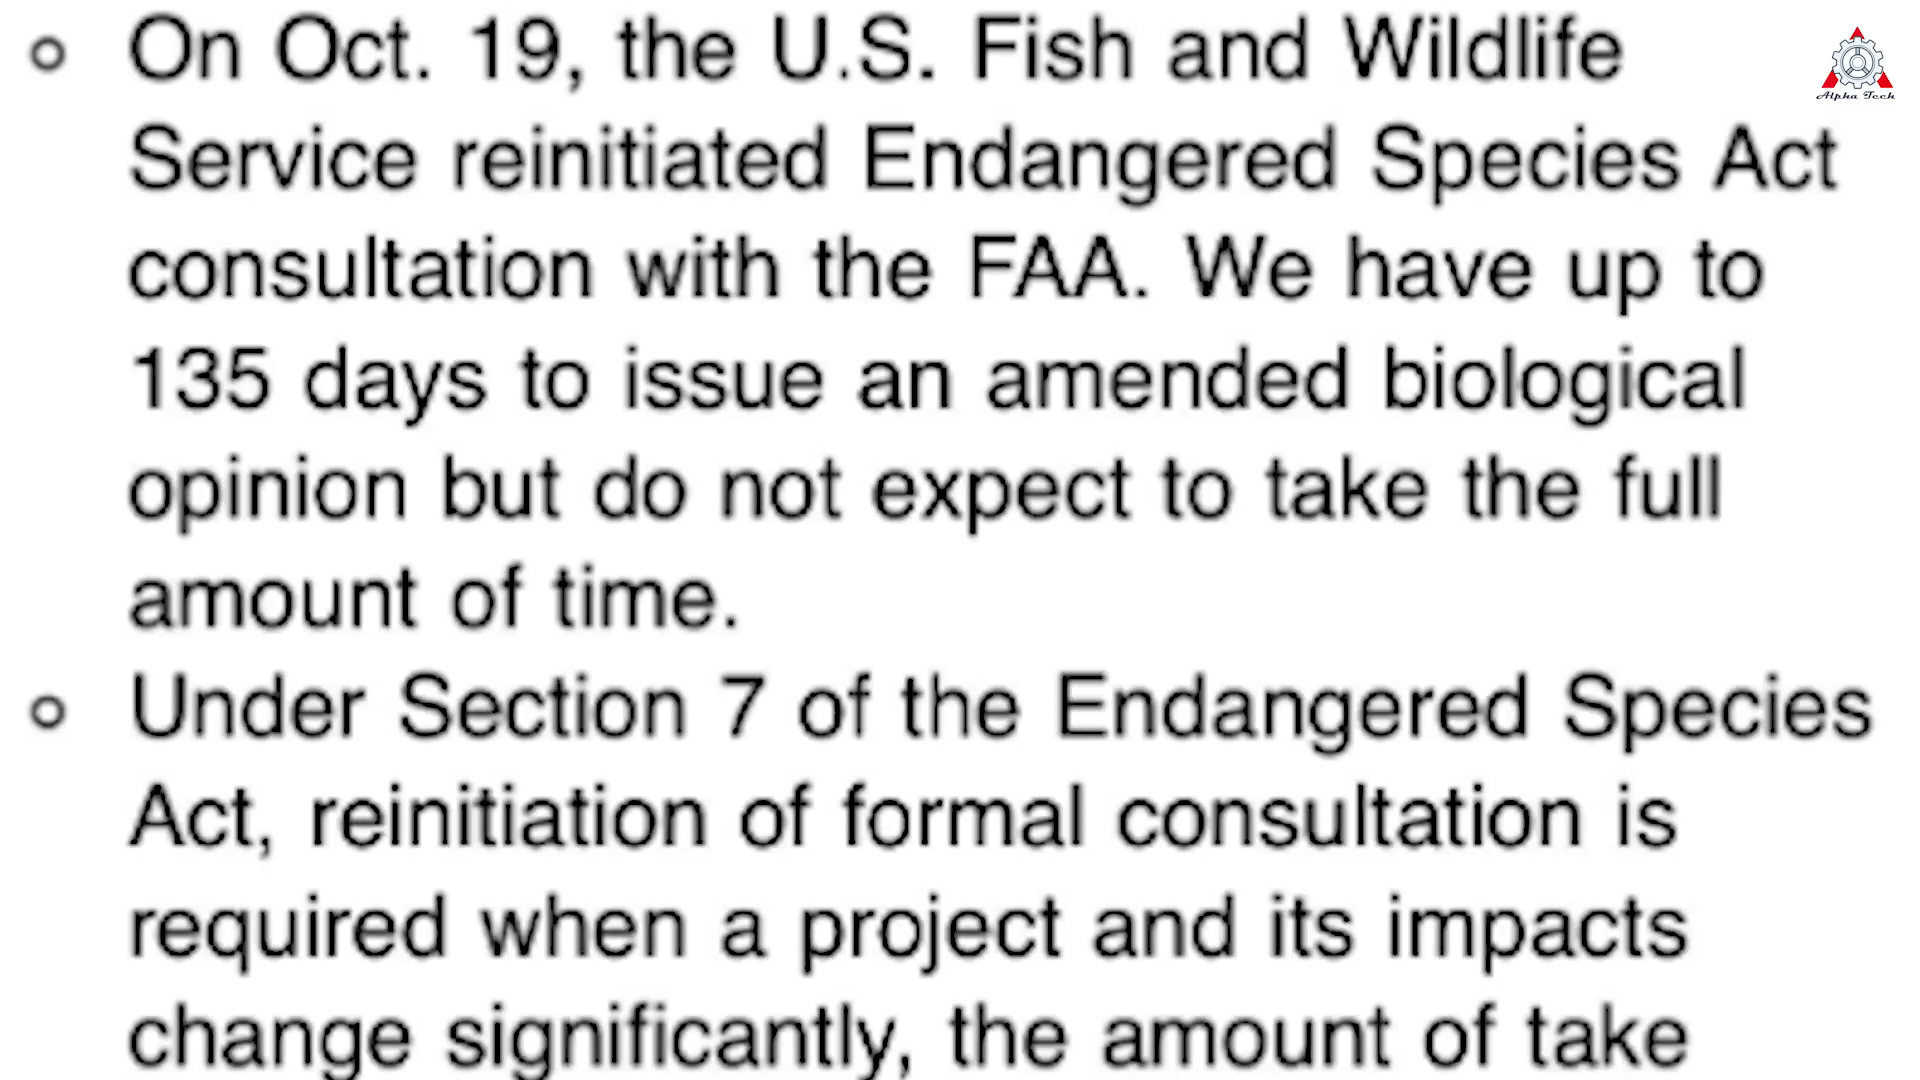 On Oct. 19, the U.S. Fish and Wildlife
Service reinitiated Endangered Species Act
consultation with the FAA. We have up to
135 days to issue an amended biological
opinion but do not expect to take the full
amount of time.
Under Section 7 of the Endangered Species
Act, reinitiation of formal consultation is
required when a project and its impacts
change significantly, the amount of take
Alpha Tech